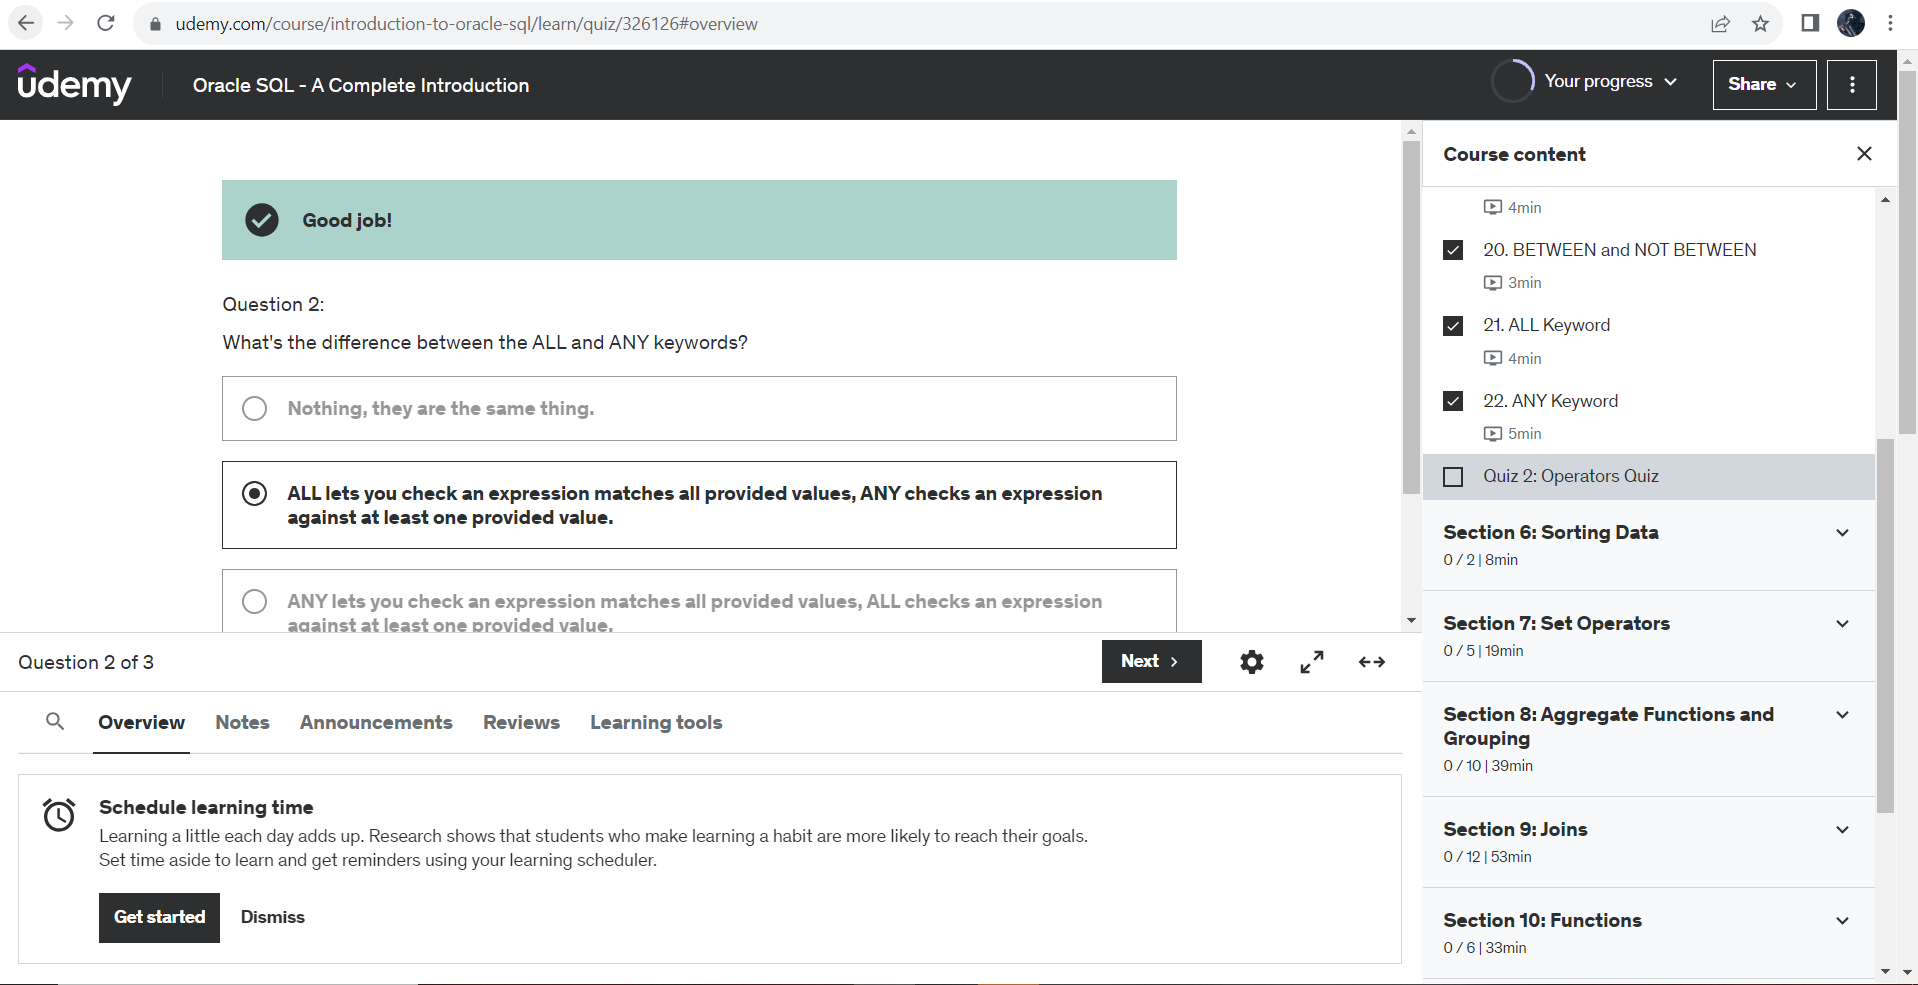 udemy.com/course/introduction-to-oracle-sql/learn/quiz/326126#overview
udemy
Oracle SQL - A Complete Introduction
Your progress
Share
Good job!
Question 2:
What's the difference between the ALL and ANY keywords?
Nothing, they are the same thing.
ALL lets you check an expression matches all provided values, ANY checks an expression
against at least one provided value.
ANY lets you check an expression matches all provided values, ALL checks an expression
against at least one provided value.
Question 2 of 3
Next
Overview
Notes
Announcements
Reviews
Learning tools
Schedule learning time
Learning a little each day adds up. Research shows that students who make learning a habit are more likely to reach their goals.
Set time aside to learn and get reminders using your learning scheduler.
Get started
Dismiss
Course content
4min
20. BETWEEN and NOT BETWEEN
3min
21. ALL Keyword
4min
22. ANY Keyword
5min
Quiz 2: Operators Quiz
Section 6: Sorting Data
0 / 2 | 8min
Section 7: Set Operators
0 / 5 | 19min
Section 8: Aggregate Functions and
Grouping
0 / 10 | 39min
Section 9: Joins
0 / 12 | 53min
Section 10: Functions
0 / 6 | 33min